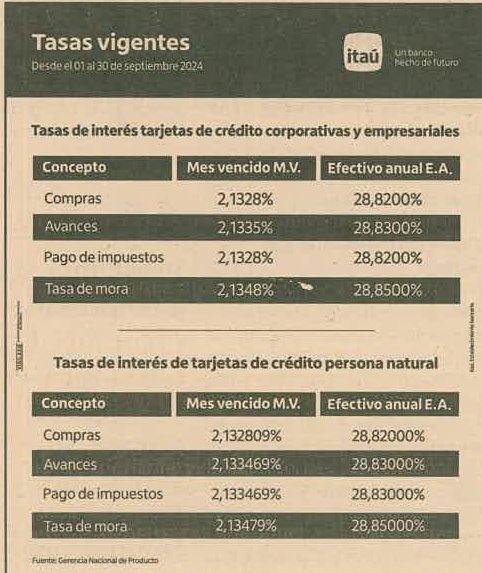 Tasas vigentes
Desde el 01 al 30 de septiembre 2024
itaú
Un banco
hecho de futuro
Tasas de interés tarjetas de crédito corporativas y empresariales
Concepto Mes vencido M.V. Efectivo anual E.A.
Compras 2,1328% 28,8200%
Avances 2,1335% 28,8300%
Pago de impuestos 2,1328% 28,8200%
Tasa de mora 2,1348% 28,8500%
Tasas de interés de tarjetas de crédito persona natural
Concepto Mes vencido M.V. Efectivo anual E.A.
Compras 2,132809% 28,82000%
Avances 2,133469% 28,83000%
Pago de impuestos 2,133469% 28,83000%
Tasa de mora 2,13479% 28,85000%
Fuente: Gerencia Nacional de Producto